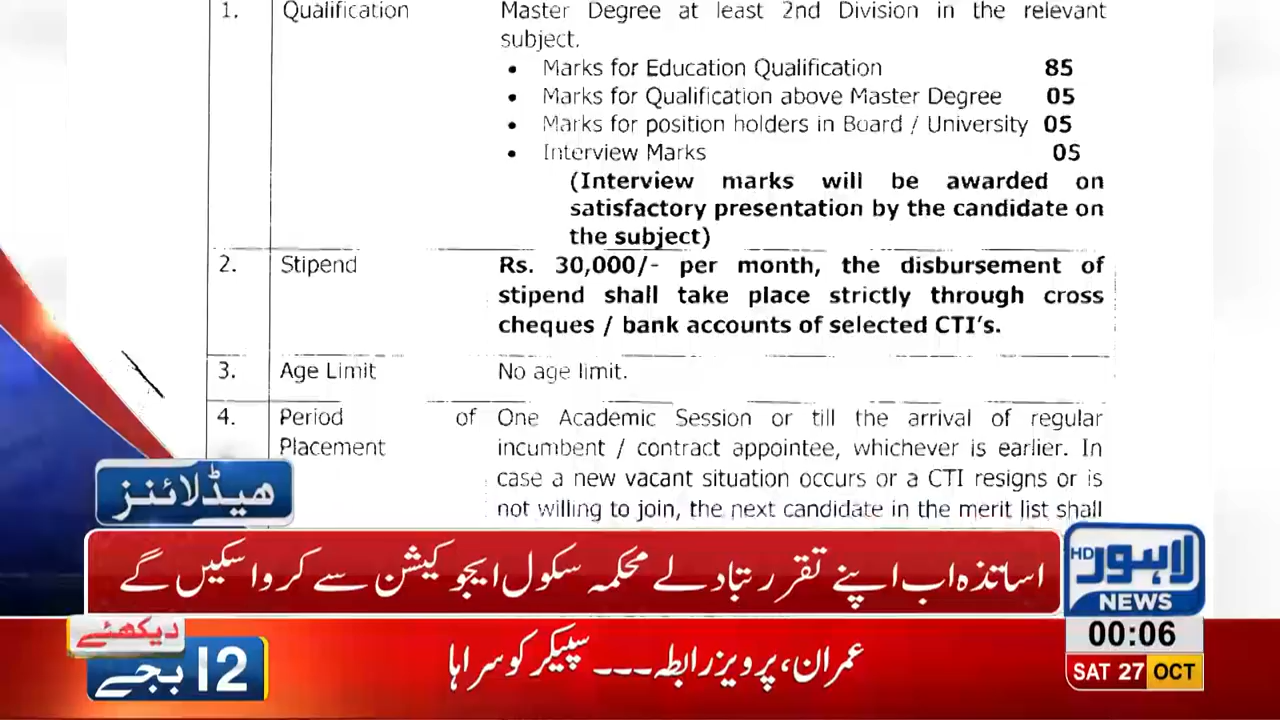 1. Qualification Master Degree at least 2nd Division in the relevant
subject.
• Marks for Education Qualification 85
• Marks for Qualification above Master Degree 05
• Marks for position holders in Board / University 05
• Interview Marks 05
(Interview marks will be awarded on
satisfactory presentation by the candidate on
the subject)
2. Stipend Rs. 30,000/- per month, the disbursement of
stipend shall take place strictly through cross
cheques / bank accounts of selected CTI's.
3. Age Limit No age limit.
4. Period of One Academic Session or till the arrival of regular
Placement incumbent / contract appointee, whichever is earlier. In
case a new vacant situation occurs or a CTI resigns or is
not willing to join, the next candidate in the merit list shall
ہیڈلائنز
اساتذہ اب اپنے تقرر تبادلے محکمہ سکول ایجوکیشن سے کروا سکیں گے
لاہور HD
NEWS
دیکھئے
12 بجے
عمران، پرویز رابطہ۔۔۔ سپیکر کو سراہا
00:06
SAT 27 OCT